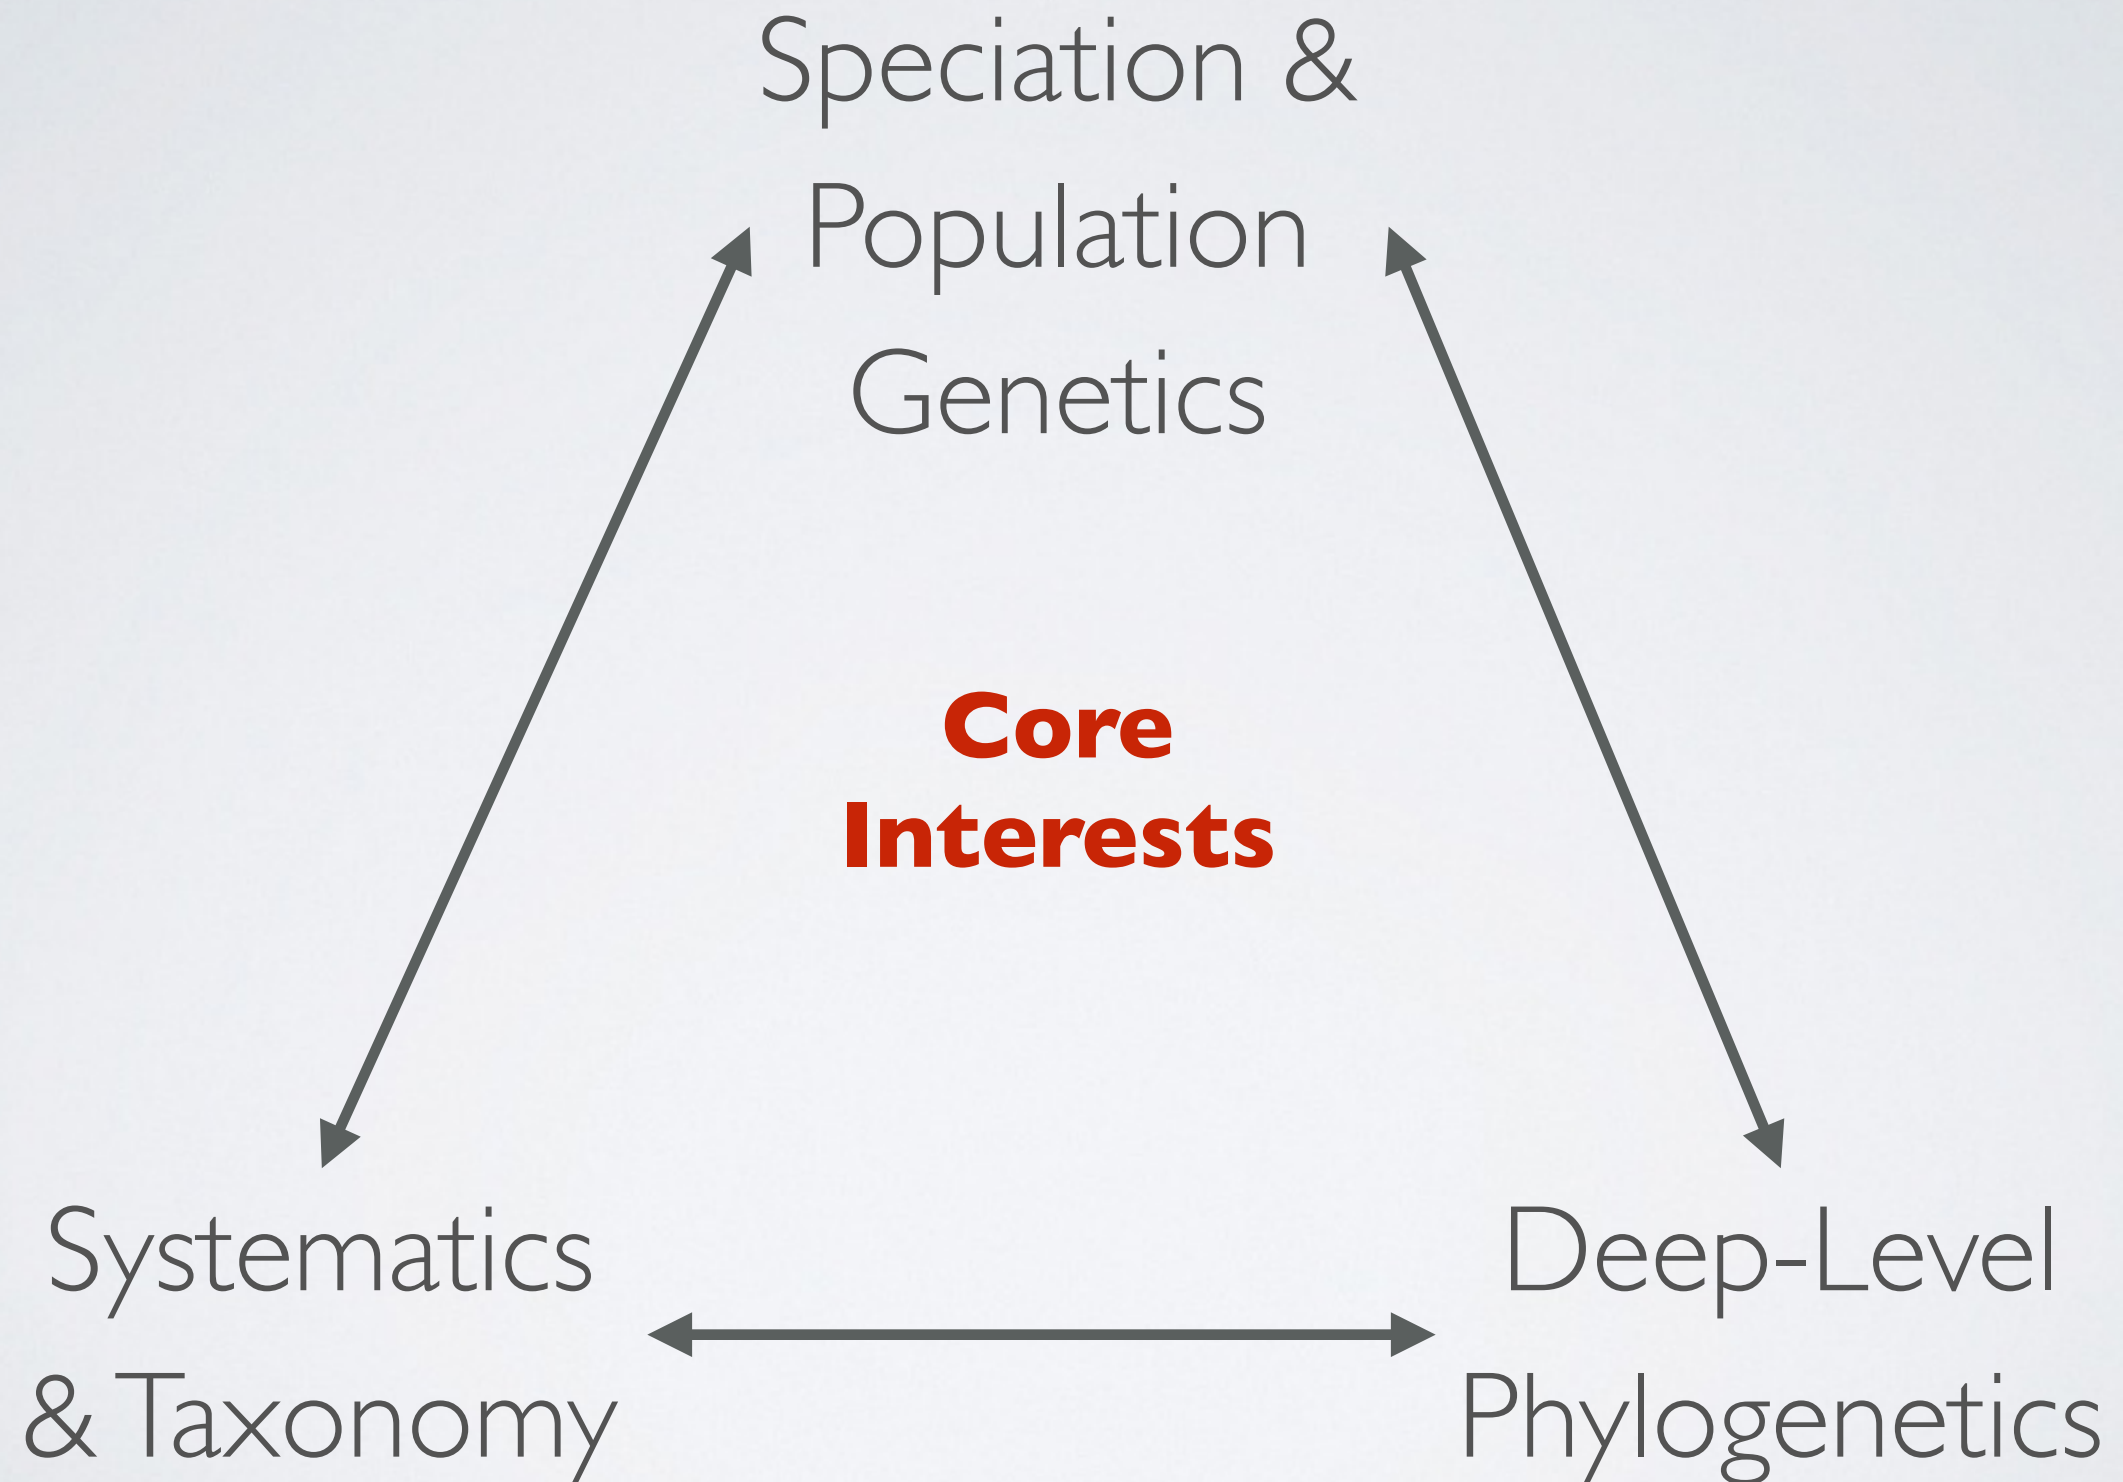 Speciation &
Population
Genetics
Core
Interests
Systematics
& Taxonomy
Deep-Level
Phylogenetics